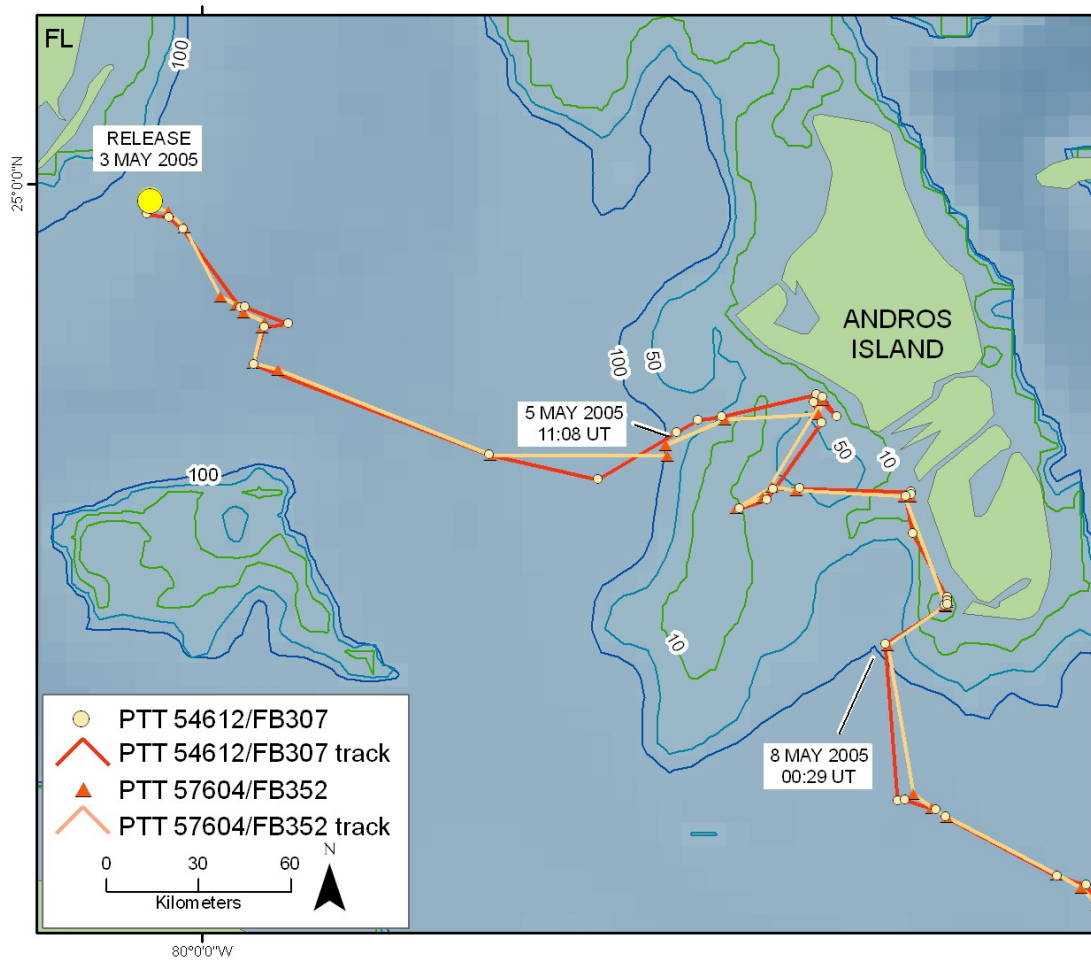 FL
100
RELEASE
3 MAY 2005
25°0'0"N
ANDROS
ISLAND
100
50
5 MAY 2005
11:08 UT
50
10
100
10
PTT 54612/FB307
PTT 54612/FB307 track
PTT 57604/FB352
PTT 57604/FB352 track
0 30 60
Kilometers
N
8 MAY 2005
00:29 UT
80°0'0"W